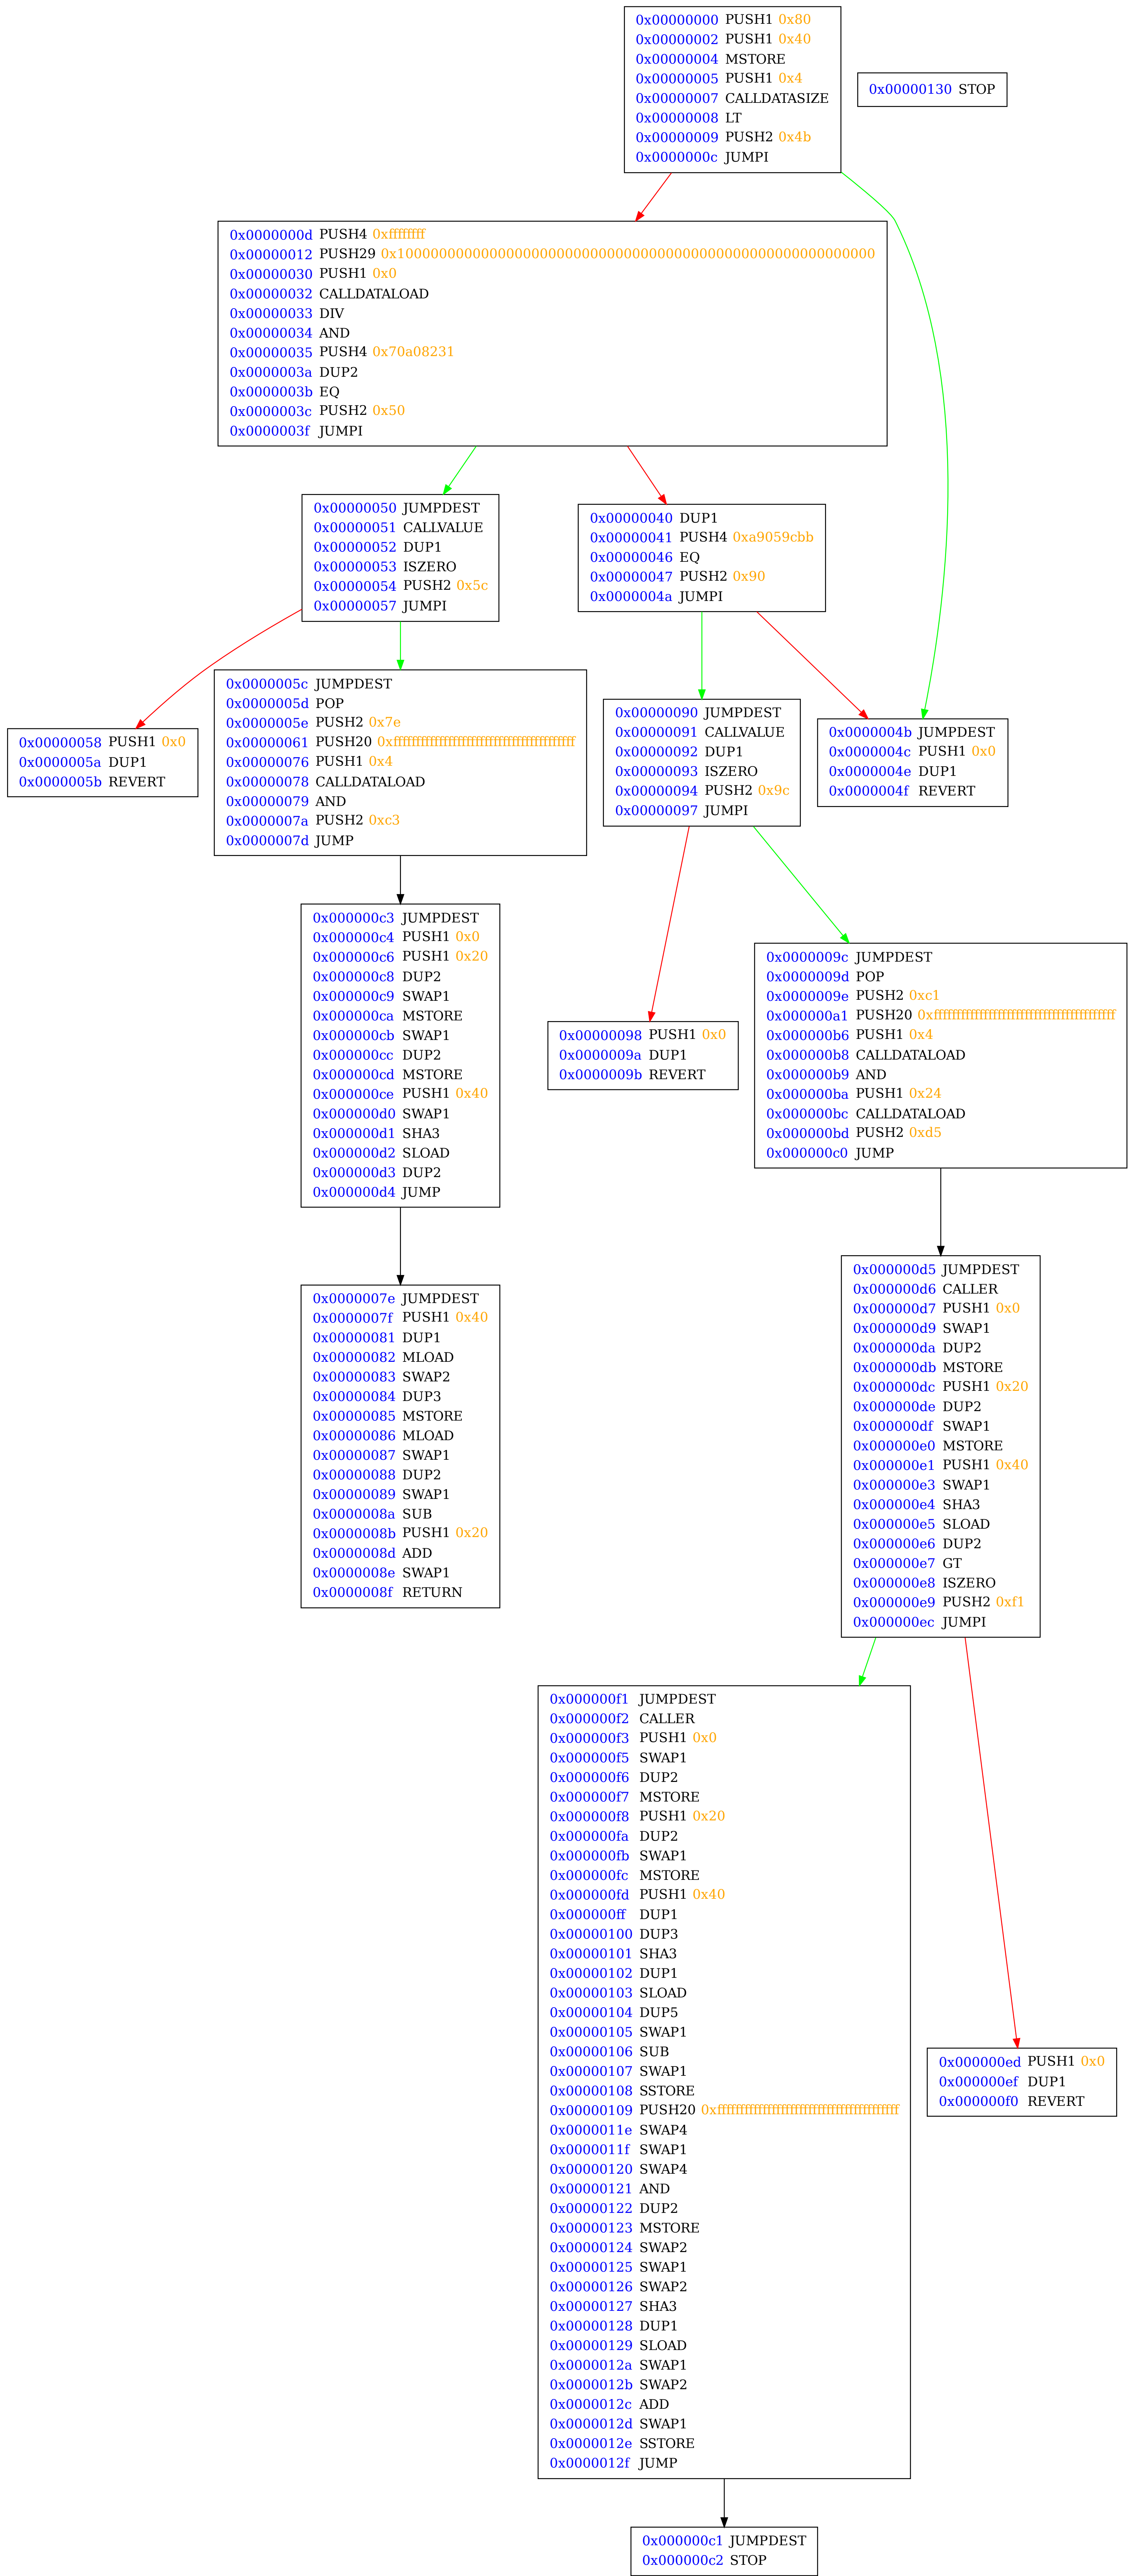 0x00000000 PUSH1 0x80
0x00000002 PUSH1 0x40
0x00000004 MSTORE
0x00000005 PUSH1 0x4
0x00000007 CALLDATASIZE
0x00000008 LT
0x00000009 PUSH2 0x4b
0x0000000c JUMPI
0x00000130 STOP
0x0000000d PUSH4 0xffffffff
0x00000012 PUSH29 0x100000000000000000000000000000000000000000000000000000000
0x00000030 PUSH1 0x0
0x00000032 CALLDATALOAD
0x00000033 DIV
0x00000034 AND
0x00000035 PUSH4 0x70a08231
0x0000003a DUP2
0x0000003b EQ
0x0000003c PUSH2 0x50
0x0000003f JUMPI
0x00000050 JUMPDEST
0x00000051 CALLVALUE
0x00000052 DUP1
0x00000053 ISZERO
0x00000054 PUSH2 0x5c
0x00000057 JUMPI
0x00000040 DUP1
0x00000041 PUSH4 0xa9059cbb
0x00000046 EQ
0x00000047 PUSH2 0x90
0x0000004a JUMPI
0x00000058 PUSH1 0x0
0x0000005a DUP1
0x0000005b REVERT
0x0000005c JUMPDEST
0x0000005d POP
0x0000005e PUSH2 0x7e
0x00000061 PUSH20 0xffffffffffffffffffffffffffffffffffffffff
0x00000076 PUSH1 0x4
0x00000078 CALLDATALOAD
0x00000079 AND
0x0000007a PUSH2 0xc3
0x0000007d JUMP
0x00000090 JUMPDEST
0x00000091 CALLVALUE
0x00000092 DUP1
0x00000093 ISZERO
0x00000094 PUSH2 0x9c
0x00000097 JUMPI
0x0000004b JUMPDEST
0x0000004c PUSH1 0x0
0x0000004e DUP1
0x0000004f REVERT
0x000000c3 JUMPDEST
0x000000c4 PUSH1 0x0
0x000000c6 PUSH1 0x20
0x000000c8 DUP2
0x000000c9 SWAP1
0x000000ca MSTORE
0x000000cb SWAP1
0x000000cc DUP2
0x000000cd MSTORE
0x000000ce PUSH1 0x40
0x000000d0 SWAP1
0x000000d1 SHA3
0x000000d2 SLOAD
0x000000d3 DUP2
0x000000d4 JUMP
0x00000098 PUSH1 0x0
0x0000009a DUP1
0x0000009b REVERT
0x0000009c JUMPDEST
0x0000009d POP
0x0000009e PUSH2 0xc1
0x000000a1 PUSH20 0xffffffffffffffffffffffffffffffffffffffff
0x000000b6 PUSH1 0x4
0x000000b8 CALLDATALOAD
0x000000b9 AND
0x000000ba PUSH1 0x24
0x000000bc CALLDATALOAD
0x000000bd PUSH2 0xd5
0x000000c0 JUMP
0x0000007e JUMPDEST
0x0000007f PUSH1 0x40
0x00000081 DUP1
0x00000082 MLOAD
0x00000083 SWAP2
0x00000084 DUP3
0x00000085 MSTORE
0x00000086 MLOAD
0x00000087 SWAP1
0x00000088 DUP2
0x00000089 SWAP1
0x0000008a SUB
0x0000008b PUSH1 0x20
0x0000008d ADD
0x0000008e SWAP1
0x0000008f RETURN
0x000000d5 JUMPDEST
0x000000d6 CALLER
0x000000d7 PUSH1 0x0
0x000000d9 SWAP1
0x000000da DUP2
0x000000db MSTORE
0x000000dc PUSH1 0x20
0x000000de DUP2
0x000000df SWAP1
0x000000e0 MSTORE
0x000000e1 PUSH1 0x40
0x000000e3 SWAP1
0x000000e4 SHA3
0x000000e5 SLOAD
0x000000e6 DUP2
0x000000e7 GT
0x000000e8 ISZERO
0x000000e9 PUSH2 0xf1
0x000000ec JUMPI
0x000000f1 JUMPDEST
0x000000f2 CALLER
0x000000f3 PUSH1 0x0
0x000000f5 SWAP1
0x000000f6 DUP2
0x000000f7 MSTORE
0x000000f8 PUSH1 0x20
0x000000fa DUP2
0x000000fb SWAP1
0x000000fc MSTORE
0x000000fd PUSH1 0x40
0x000000ff DUP1
0x00000100 DUP3
0x00000101 SHA3
0x00000102 DUP1
0x00000103 SLOAD
0x00000104 DUP5
0x00000105 SWAP1
0x00000106 SUB
0x00000107 SWAP1
0x00000108 SSTORE
0x00000109 PUSH20 0xffffffffffffffffffffffffffffffffffffffff
0x0000011e SWAP4
0x0000011f SWAP1
0x00000120 SWAP4
0x00000121 AND
0x00000122 DUP2
0x00000123 MSTORE
0x00000124 SWAP2
0x00000125 SWAP1
0x00000126 SWAP2
0x00000127 SHA3
0x00000128 DUP1
0x00000129 SLOAD
0x0000012a SWAP1
0x0000012b SWAP2
0x0000012c ADD
0x0000012d SWAP1
0x0000012e SSTORE
0x0000012f JUMP
0x000000ed PUSH1 0x0
0x000000ef DUP1
0x000000f0 REVERT
0x000000c1 JUMPDEST
0x000000c2 STOP